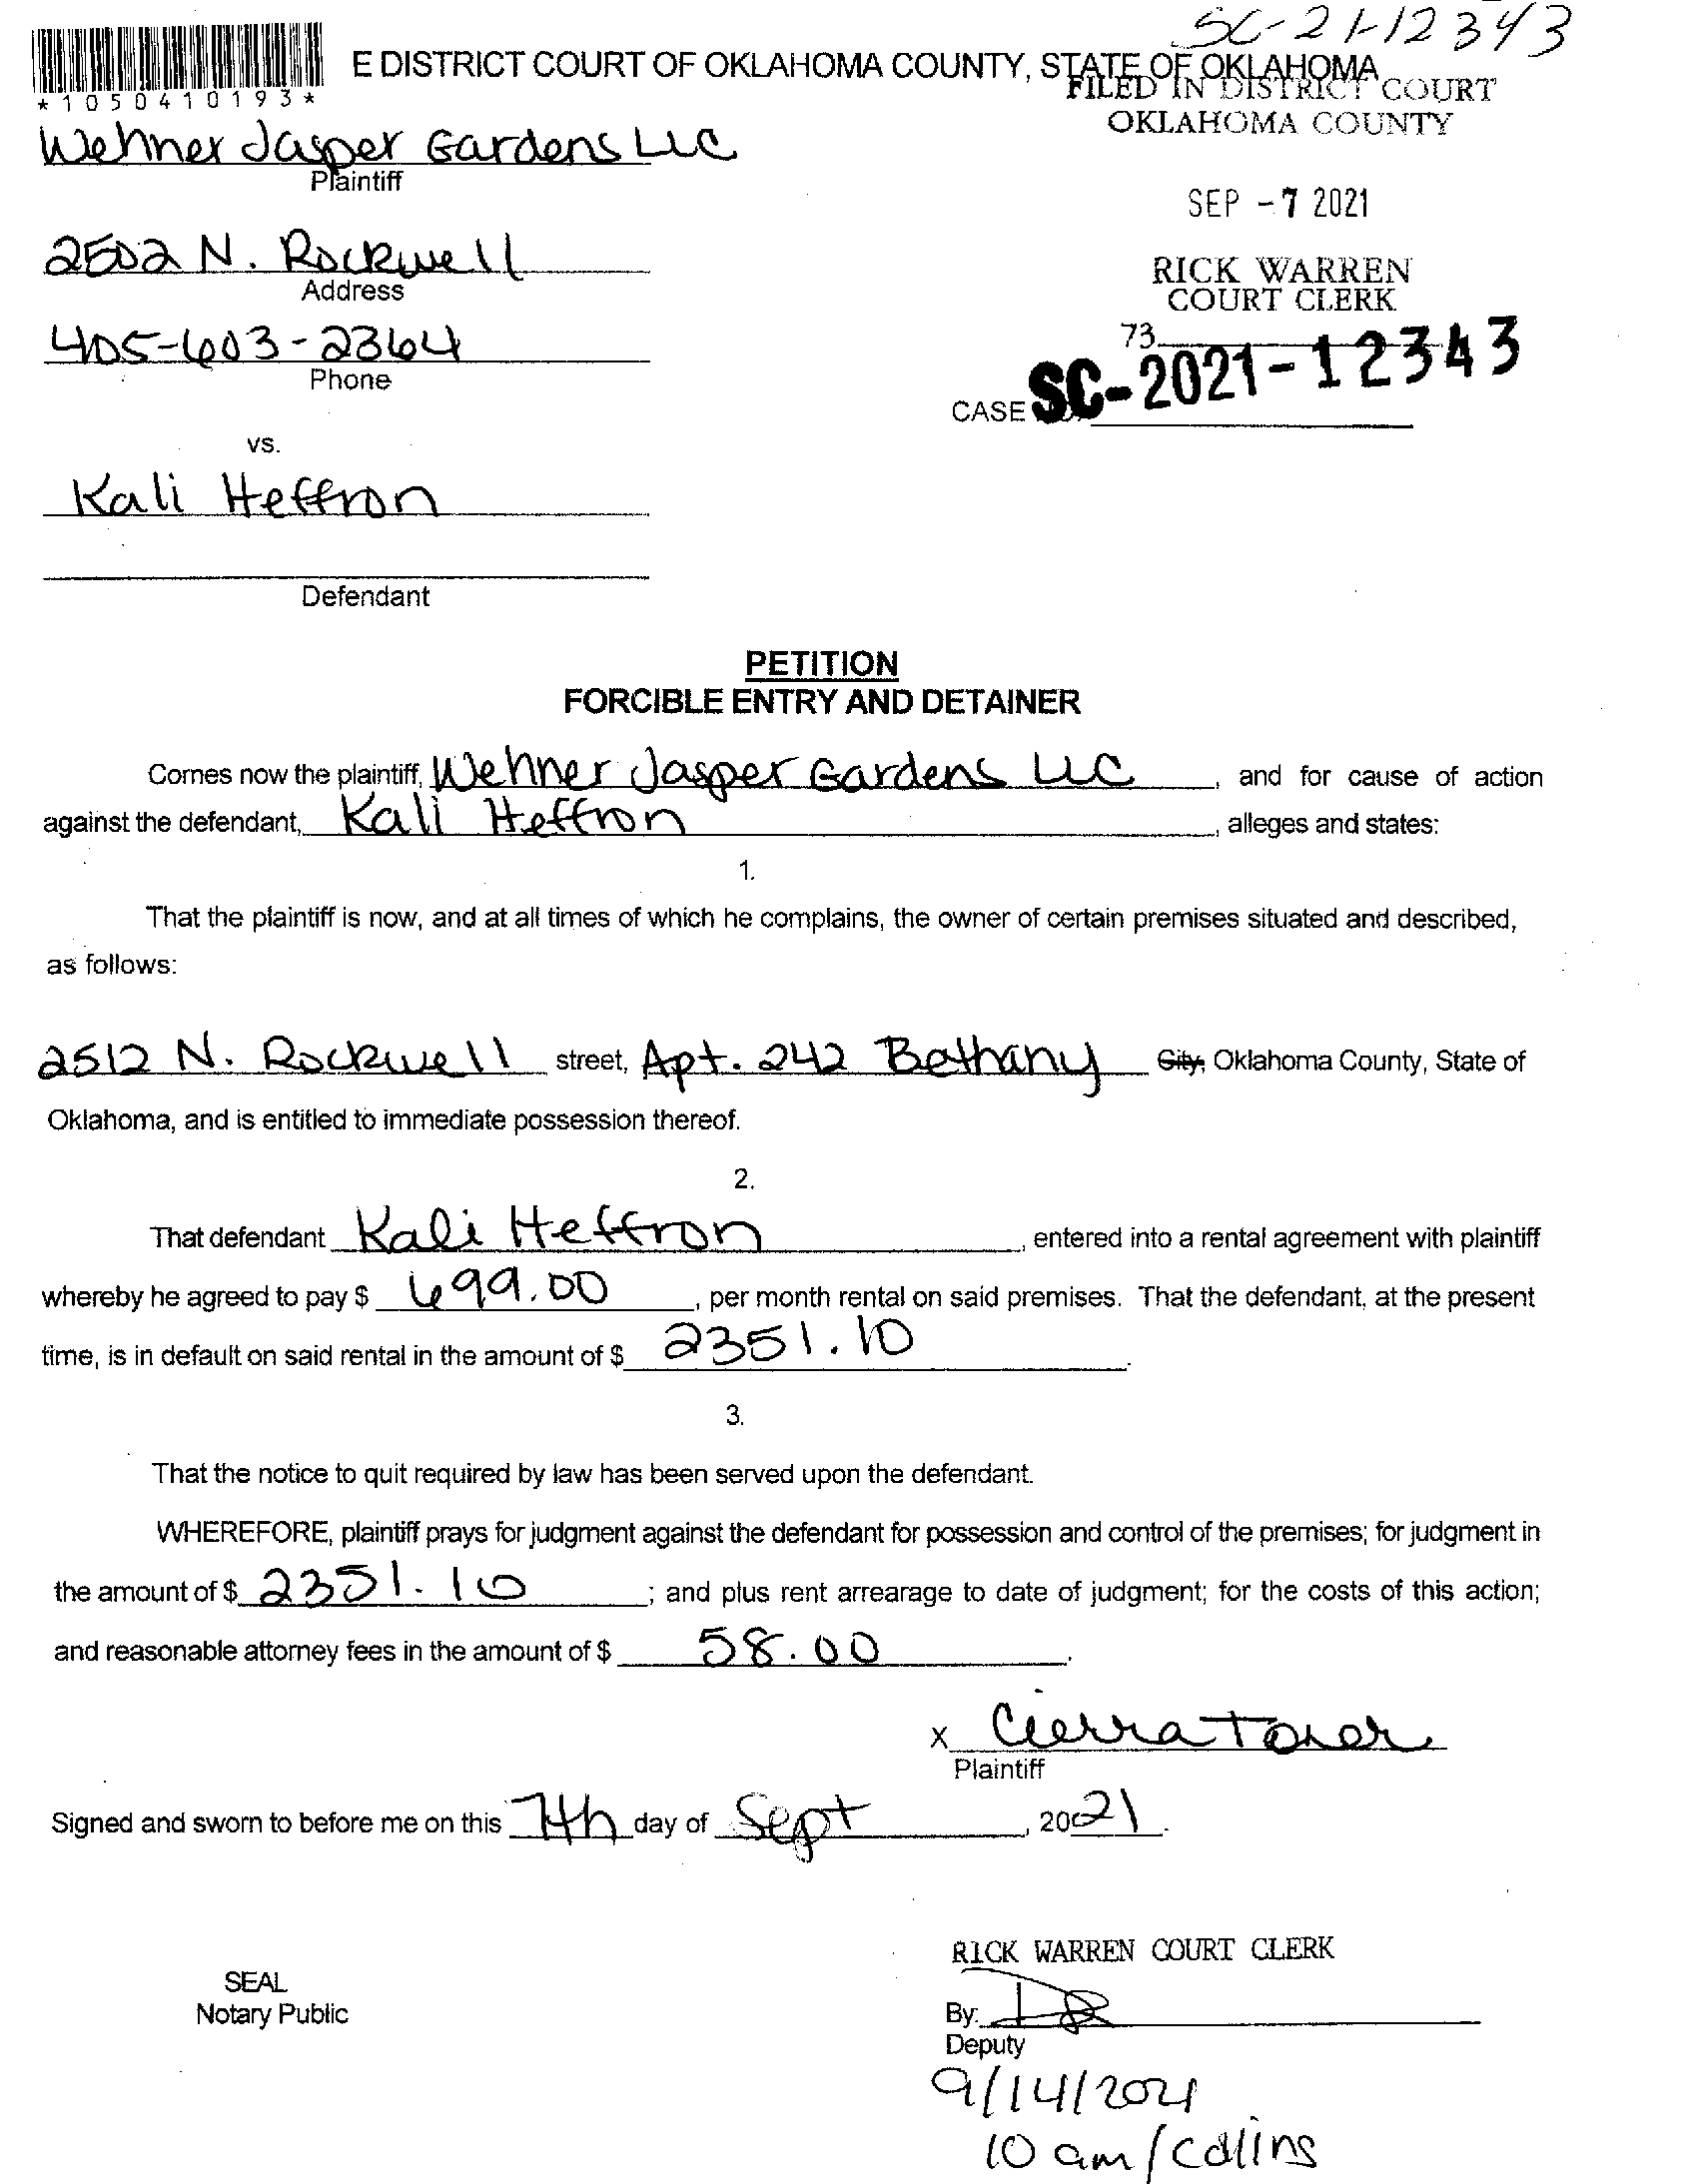 SC-21-12343
E DISTRICT COURT OF OKLAHOMA COUNTY, STATE OF OKLAHOMA
*1050410193*
FILED IN DISTRICT COURT
OKLAHOMA COUNTY
Wehner Jasper Gardens LLC
Plaintiff
SEP -7 2021
2502 N. Rockwell
Address
RICK WARREN
COURT CLERK
405-603-2364
Phone
73
CASE SC-2021-12343
vs.
Kali Heffron
Defendant
PETITION
FORCIBLE ENTRY AND DETAINER
Comes now the plaintiff, Wehner Jasper Gardens LLC, and for cause of action
against the defendant, Kali Heffron, alleges and states:
1.
That the plaintiff is now, and at all times of which he complains, the owner of certain premises situated and described,
as follows:
2512 N. Rockwell street, Apt. 242 Bethany City; Oklahoma County, State of
Oklahoma, and is entitled to immediate possession thereof.
2.
That defendant Kali Heffron, entered into a rental agreement with plaintiff
whereby he agreed to pay $ 699.00, per month rental on said premises. That the defendant, at the present
time, is in default on said rental in the amount of $ 2351.10.
3.
That the notice to quit required by law has been served upon the defendant.
WHEREFORE, plaintiff prays for judgment against the defendant for possession and control of the premises; for judgment in
the amount of $ 2351.10; and plus rent arrearage to date of judgment; for the costs of this action;
and reasonable attorney fees in the amount of $ 58.00.
X Cierra
Plaintiff
Signed and sworn to before me on this 7th day of Sept, 20021.
RICK WARREN COURT CLERK
SEAL
Notary Public
By:
Deputy
9/14/2021
10 am/Collins